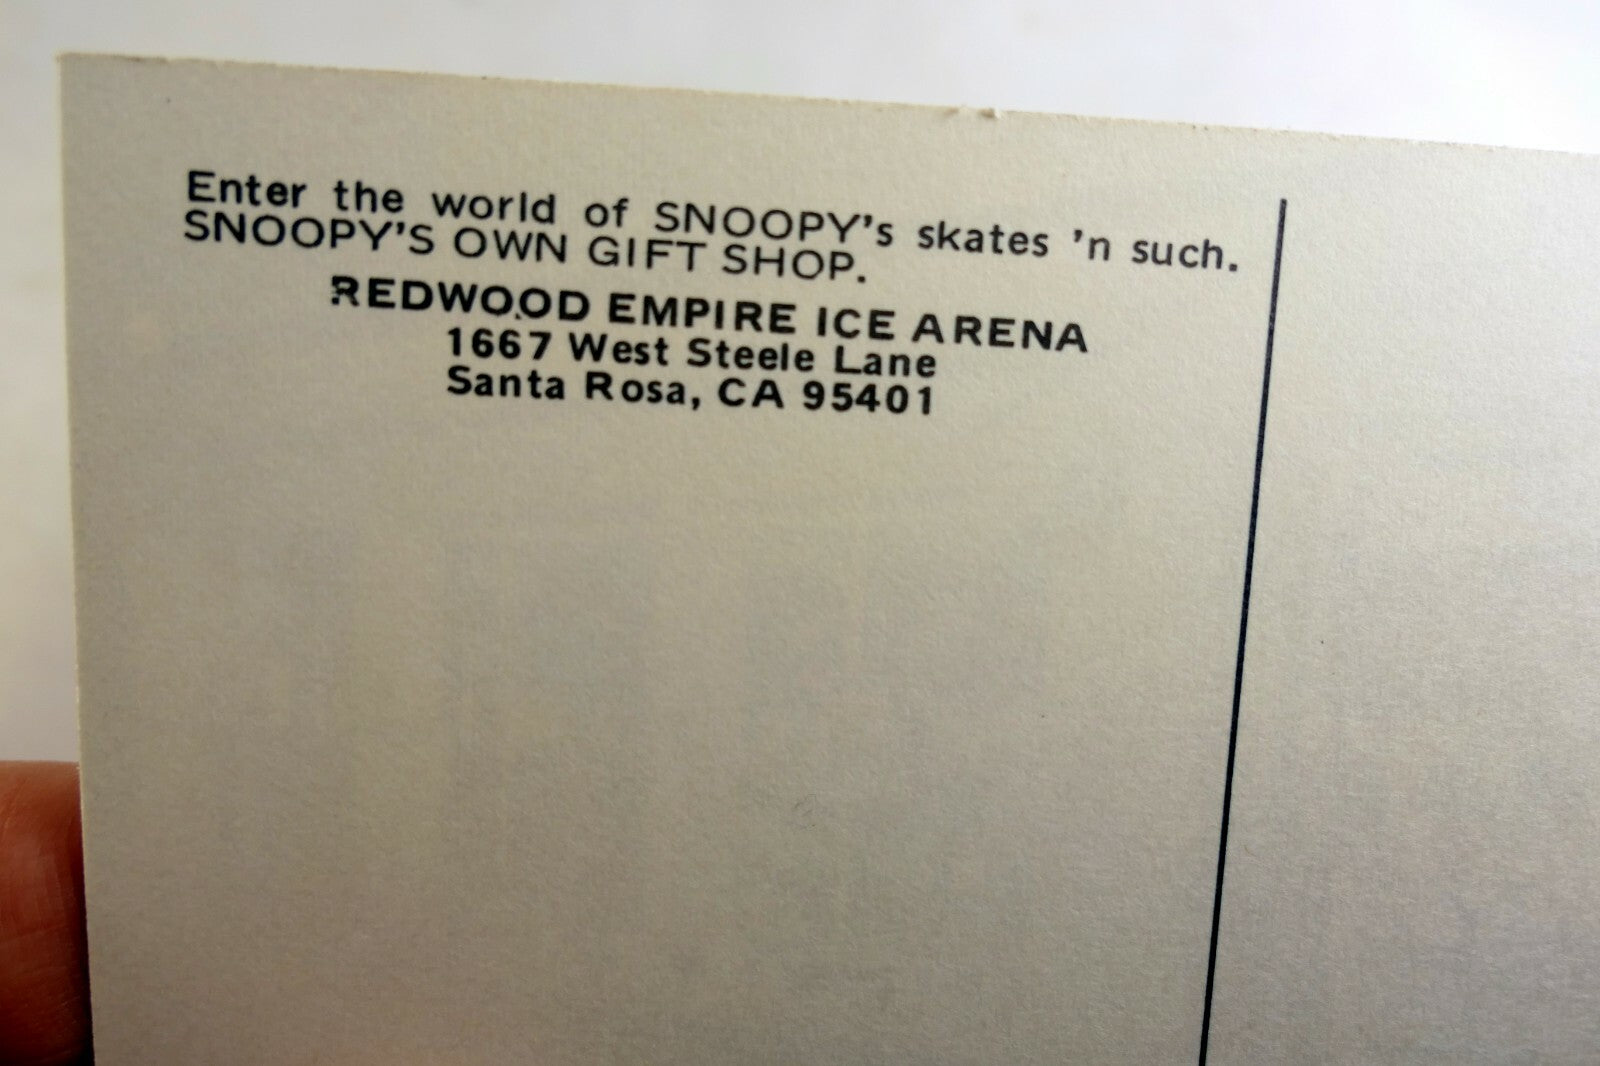 Enter the world of SNOOPY's skates 'n such.
SNOOPY'S OWN GIFT SHOP.
REDWOOD EMPIRE ICE ARENA
1667 West Steele Lane
Santa Rosa, CA 95401